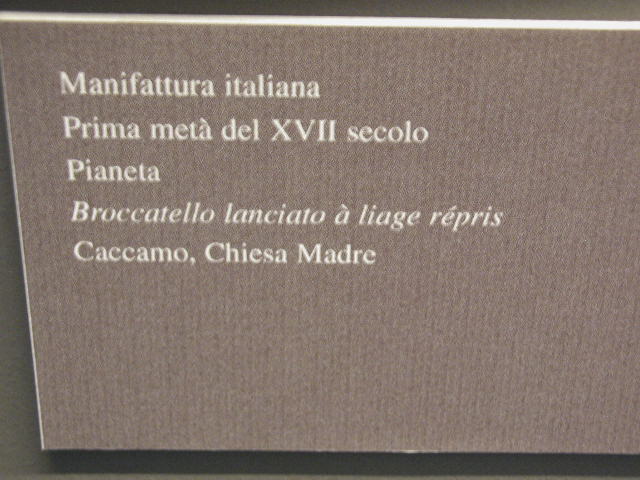 Manifattura italiana
Prima metà del XVII secolo
Pianeta
Broccatello lanciato à liage répris
Caccamo, Chiesa Madre